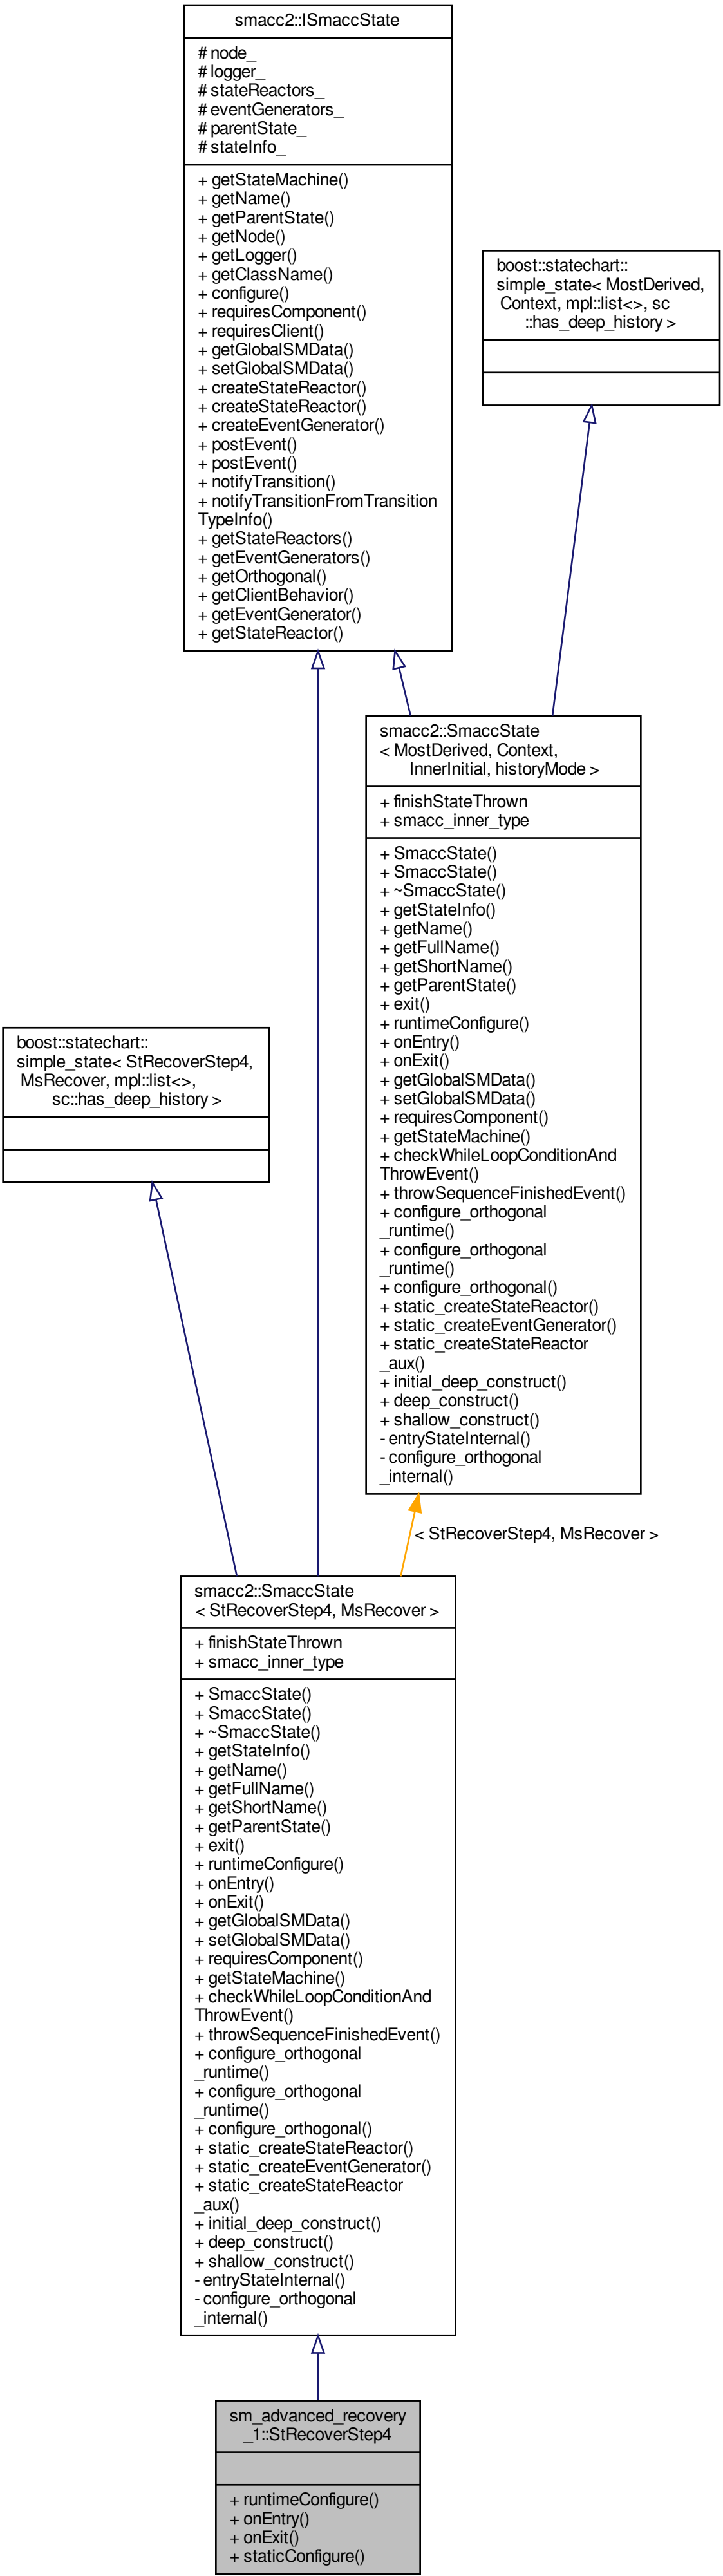 smacc2::ISmaccState
# node_
# logger_
# stateReactors_
# eventGenerators_
# parentState_
# stateInfo_
+ getStateMachine()
+ getName()
+ getParentState()
+ getNode()
+ getLogger()
+ getClassName()
+ configure()
+ requiresComponent()
+ requiresClient()
+ getGlobalSMData()
+ setGlobalSMData()
+ createStateReactor()
+ createStateReactor()
+ createEventGenerator()
+ postEvent()
+ postEvent()
+ notifyTransition()
+ notifyTransitionFromTransition
TypeInfo()
+ getStateReactors()
+ getEventGenerators()
+ getOrthogonal()
+ getClientBehavior()
+ getEventGenerator()
+ getStateReactor()
boost::statechart::
simple_state< MostDerived,
Context, mpl::list<>, sc
::has_deep_history >
smacc2::SmaccState
< MostDerived, Context,
InnerInitial, historyMode >
+ finishStateThrown
+ smacc_inner_type
+ SmaccState()
+ SmaccState()
+ ~SmaccState()
+ getStateInfo()
+ getName()
+ getFullName()
+ getShortName()
+ getParentState()
+ exit()
+ runtimeConfigure()
+ onEntry()
+ onExit()
+ getGlobalSMData()
+ setGlobalSMData()
+ requiresComponent()
+ getStateMachine()
+ checkWhileLoopConditionAnd
ThrowEvent()
+ throwSequenceFinishedEvent()
+ configure_orthogonal
_runtime()
+ configure_orthogonal
_runtime()
+ configure_orthogonal()
+ static_createStateReactor()
+ static_createEventGenerator()
+ static_createStateReactor
_aux()
+ initial_deep_construct()
+ deep_construct()
+ shallow_construct()
- entryStateInternal()
- configure_orthogonal
_internal()
boost::statechart::
simple_state< StRecoverStep4,
MsRecover, mpl::list<>,
sc::has_deep_history >
< StRecoverStep4, MsRecover >
smacc2::SmaccState
< StRecoverStep4, MsRecover >
+ finishStateThrown
+ smacc_inner_type
+ SmaccState()
+ SmaccState()
+ ~SmaccState()
+ getStateInfo()
+ getName()
+ getFullName()
+ getShortName()
+ getParentState()
+ exit()
+ runtimeConfigure()
+ onEntry()
+ onExit()
+ getGlobalSMData()
+ setGlobalSMData()
+ requiresComponent()
+ getStateMachine()
+ checkWhileLoopConditionAnd
ThrowEvent()
+ throwSequenceFinishedEvent()
+ configure_orthogonal
_runtime()
+ configure_orthogonal
_runtime()
+ configure_orthogonal()
+ static_createStateReactor()
+ static_createEventGenerator()
+ static_createStateReactor
_aux()
+ initial_deep_construct()
+ deep_construct()
+ shallow_construct()
- entryStateInternal()
- configure_orthogonal
_internal()
sm_advanced_recovery
_1::StRecoverStep4
+ runtimeConfigure()
+ onEntry()
+ onExit()
+ staticConfigure()